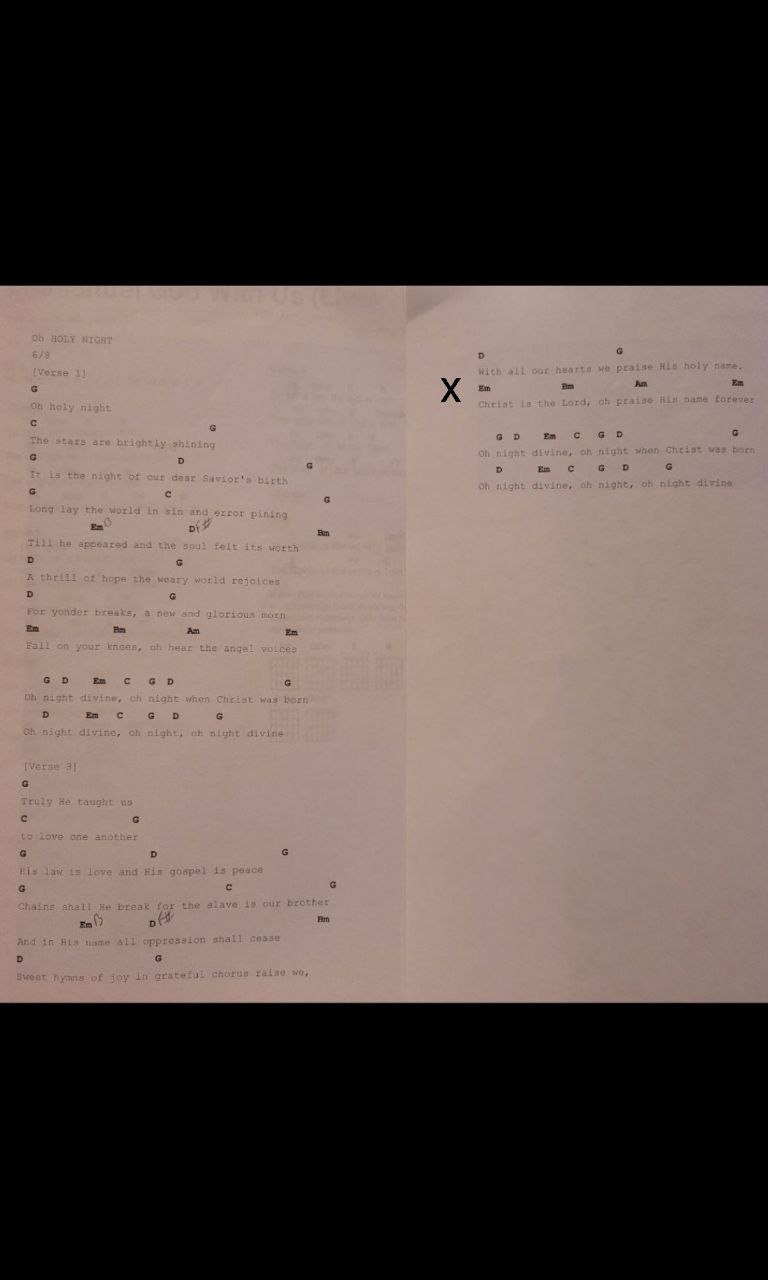 Oh HOLY NIGHT
6/8
[Verse 1]
G
Oh holy night
C G
The stars are brightly shining
G D G
It is the night of our dear Savior's birth
G C G
Long lay the world in sin and error pining
Em B D f# Bm
Till he appeared and the soul felt its worth
D G
A thrill of hope the weary world rejoices
D G
For yonder breaks, a new and glorious morn
Em Bm Am Em
Fall on your knees, oh hear the angel voices
G D Em C G D G
Oh night divine, oh night when Christ was born
D Em C G D G
Oh night divine, oh night, oh night divine
[Verse 3]
G
Truly He taught us
C G
to love one another
G D G
His law is love and His gospel is peace
G C G
Chains shall He break for the slave is our brother
Em B D f# Bm
And in His name all oppression shall cease
D G
Sweet hymns of joy in grateful chorus raise we,
D G
With all our hearts we praise His holy name.
X
Em Bm Am Em
Christ is the Lord, oh praise His name forever
G D Em C G D G
Oh night divine, oh night when Christ was born
D Em C G D G
Oh night divine, oh night, oh night divine